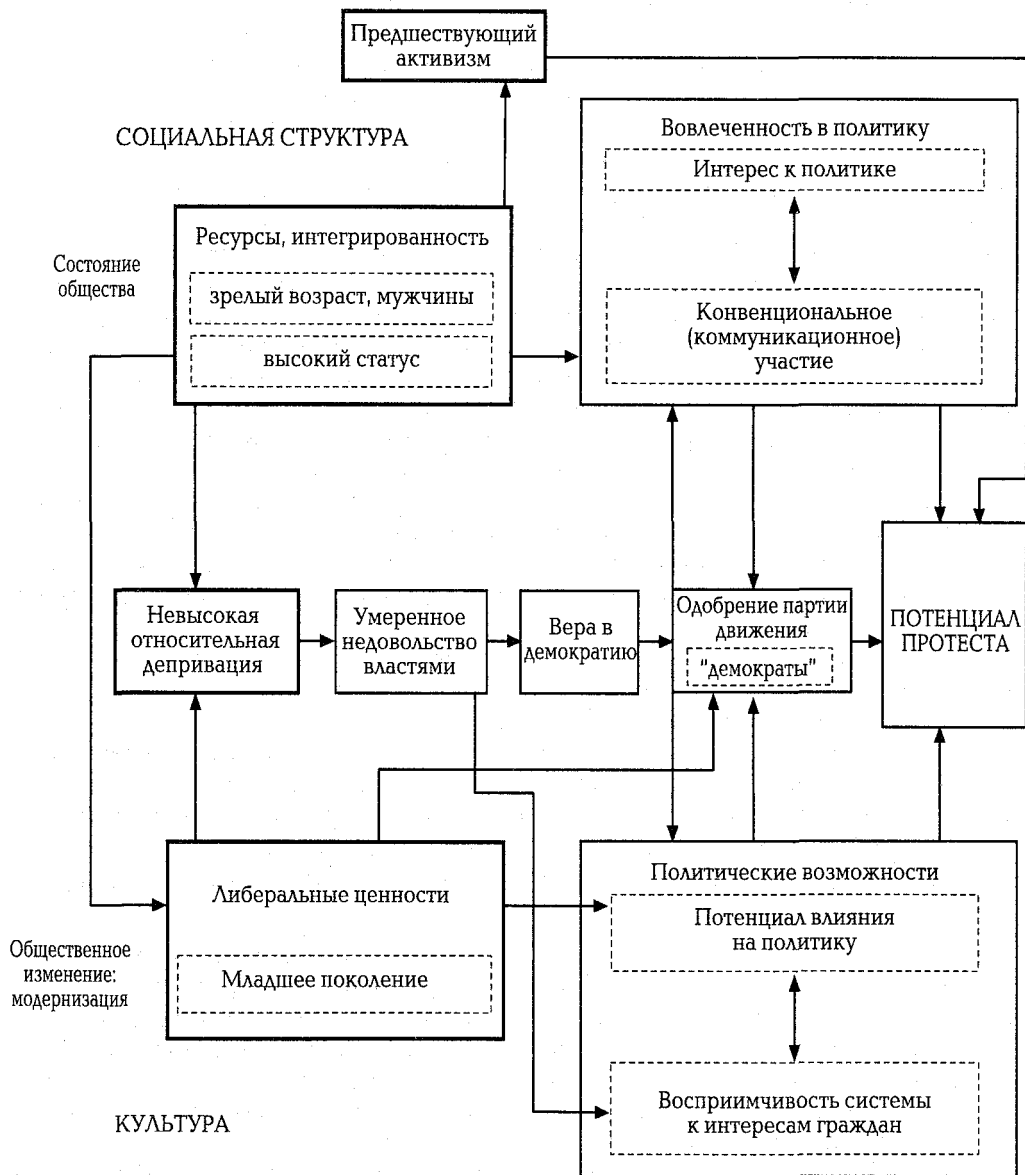 Предшествующий
активизм
СОЦИАЛЬНАЯ СТРУКТУРА
Вовлеченность в политику
Интерес к политике
Ресурсы, интегрированность
Состояние
общества
зрелый возраст, мужчины
высокий статус
Конвенциональное
(коммуникационное)
участие
Невысокая
относительная
депривация
Умеренное
недовольство
властями
Вера в
демократию
Одобрение партии
движения
"демократы"
ПОТЕНЦИАЛ
ПРОТЕСТА
Либеральные ценности
Младшее поколение
Общественное
изменение:
модернизация
Политические возможности
Потенциал влияния
на политику
Восприимчивость системы
к интересам граждан
КУЛЬТУРА